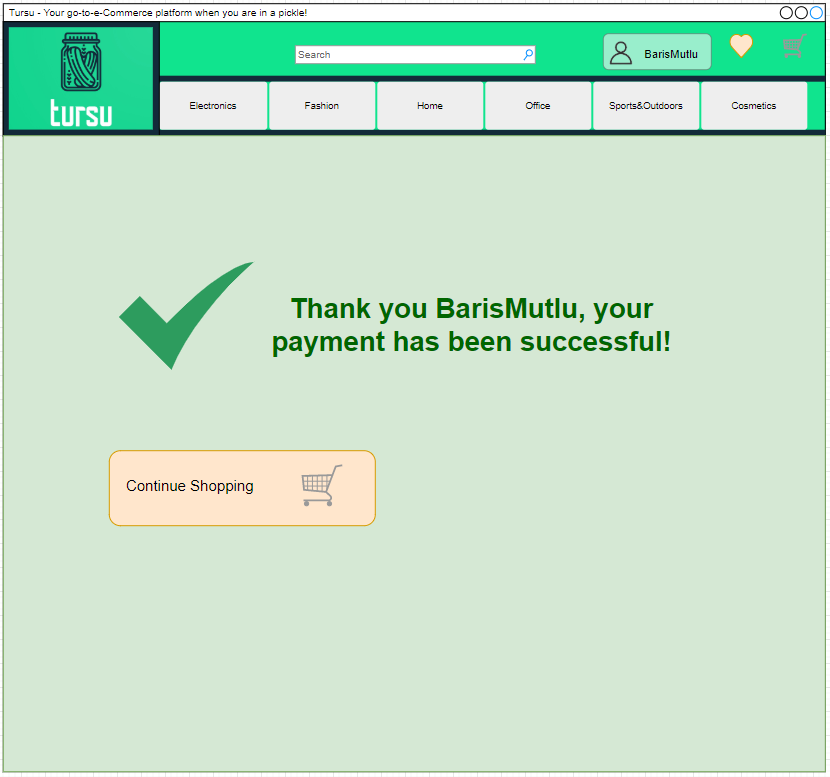 Tursu - Your go-to-e-Commerce platform when you are in a pickle!
tursu
Search
BarisMutlu
Electronics
Fashion
Home
Office
Sports&Outdoors
Cosmetics
Thank you BarisMutlu, your
payment has been successful!
Continue Shopping